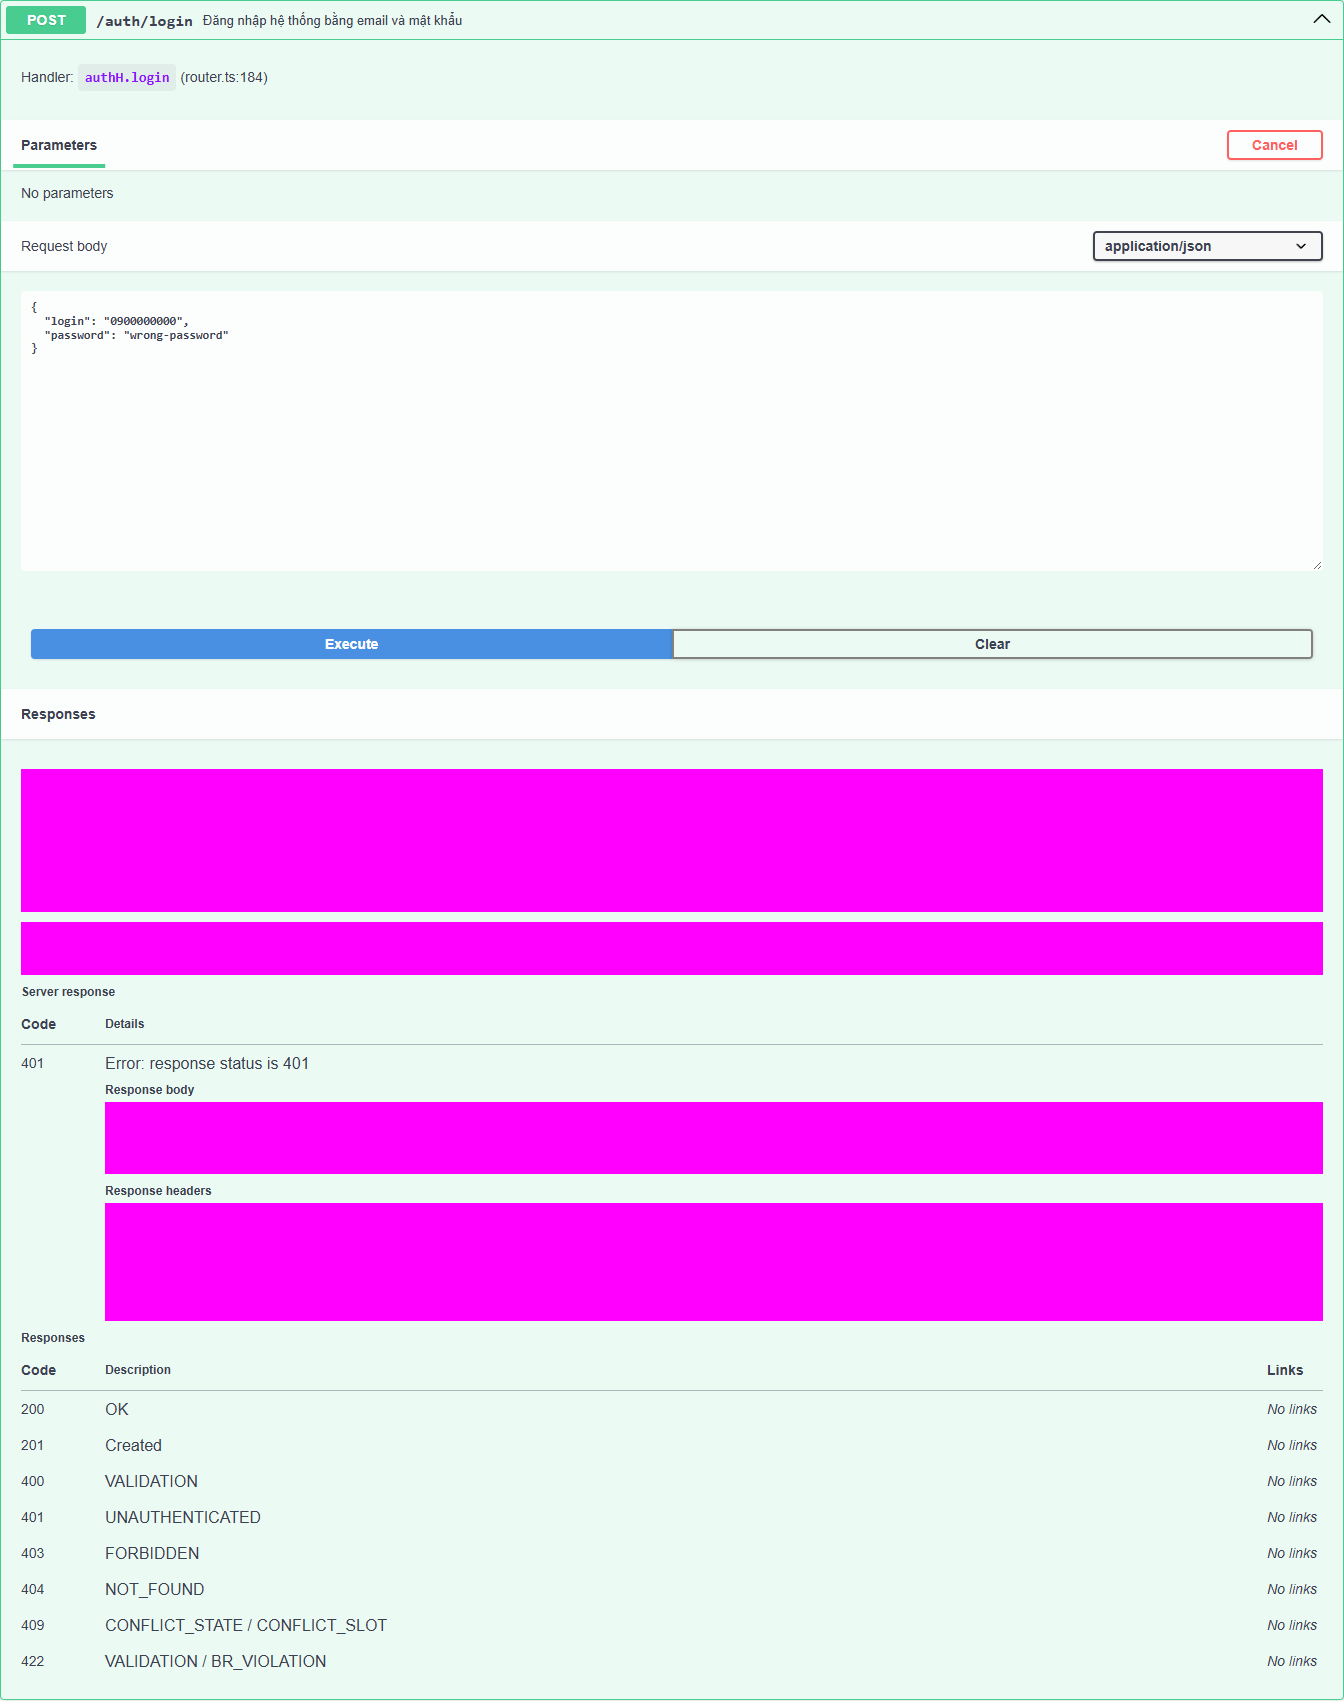 POST /auth/login Đăng nhập hệ thống bằng email và mật khẩu
Handler: authH.login (router.ts:184)
Parameters
Cancel
No parameters
Request body
application/json
{
  "login": "0900000000",
  "password": "wrong-password"
}
Execute
Clear
Responses
Server response
Code Details
401 Error: response status is 401
Response body
Response headers
Responses
Code Description Links
200 OK No links
201 Created No links
400 VALIDATION No links
401 UNAUTHENTICATED No links
403 FORBIDDEN No links
404 NOT_FOUND No links
409 CONFLICT_STATE / CONFLICT_SLOT No links
422 VALIDATION / BR_VIOLATION No links